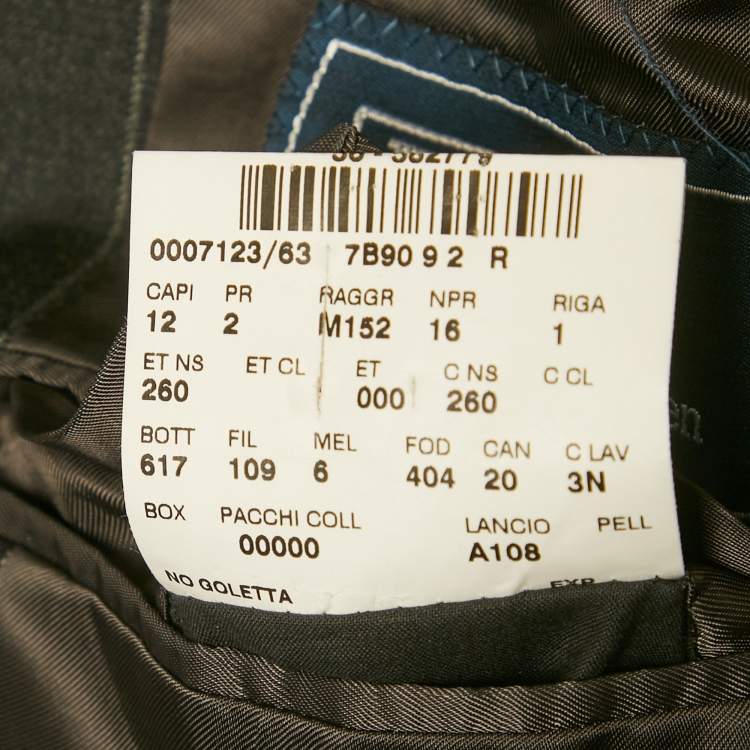 0007123/63 7B90 9 2 R
CAPI PR RAGGR NPR RIGA
12 2 M152 16 1
ET NS ET CL ET C NS C CL
260 000 260
BOTT FIL MEL FOD CAN C LAV
617 109 6 404 20 3N
BOX PACCHI COLL LANCIO PELL
00000 A108
NO GOLETTA